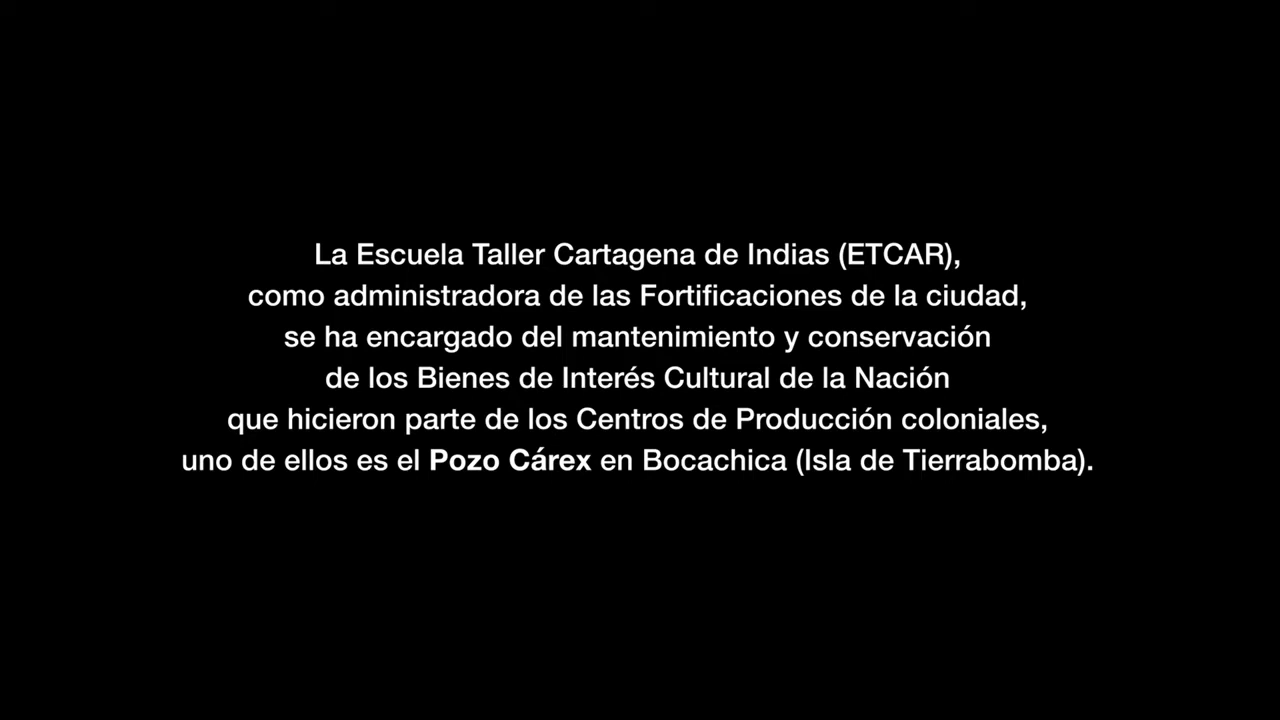 La Escuela Taller Cartagena de Indias (ETCAR),
como administradora de las Fortificaciones de la ciudad,
se ha encargado del mantenimiento y conservación
de los Bienes de Interés Cultural de la Nación
que hicieron parte de los Centros de Producción coloniales,
uno de ellos es el Pozo Cárex en Bocachica (Isla de Tierrabomba).